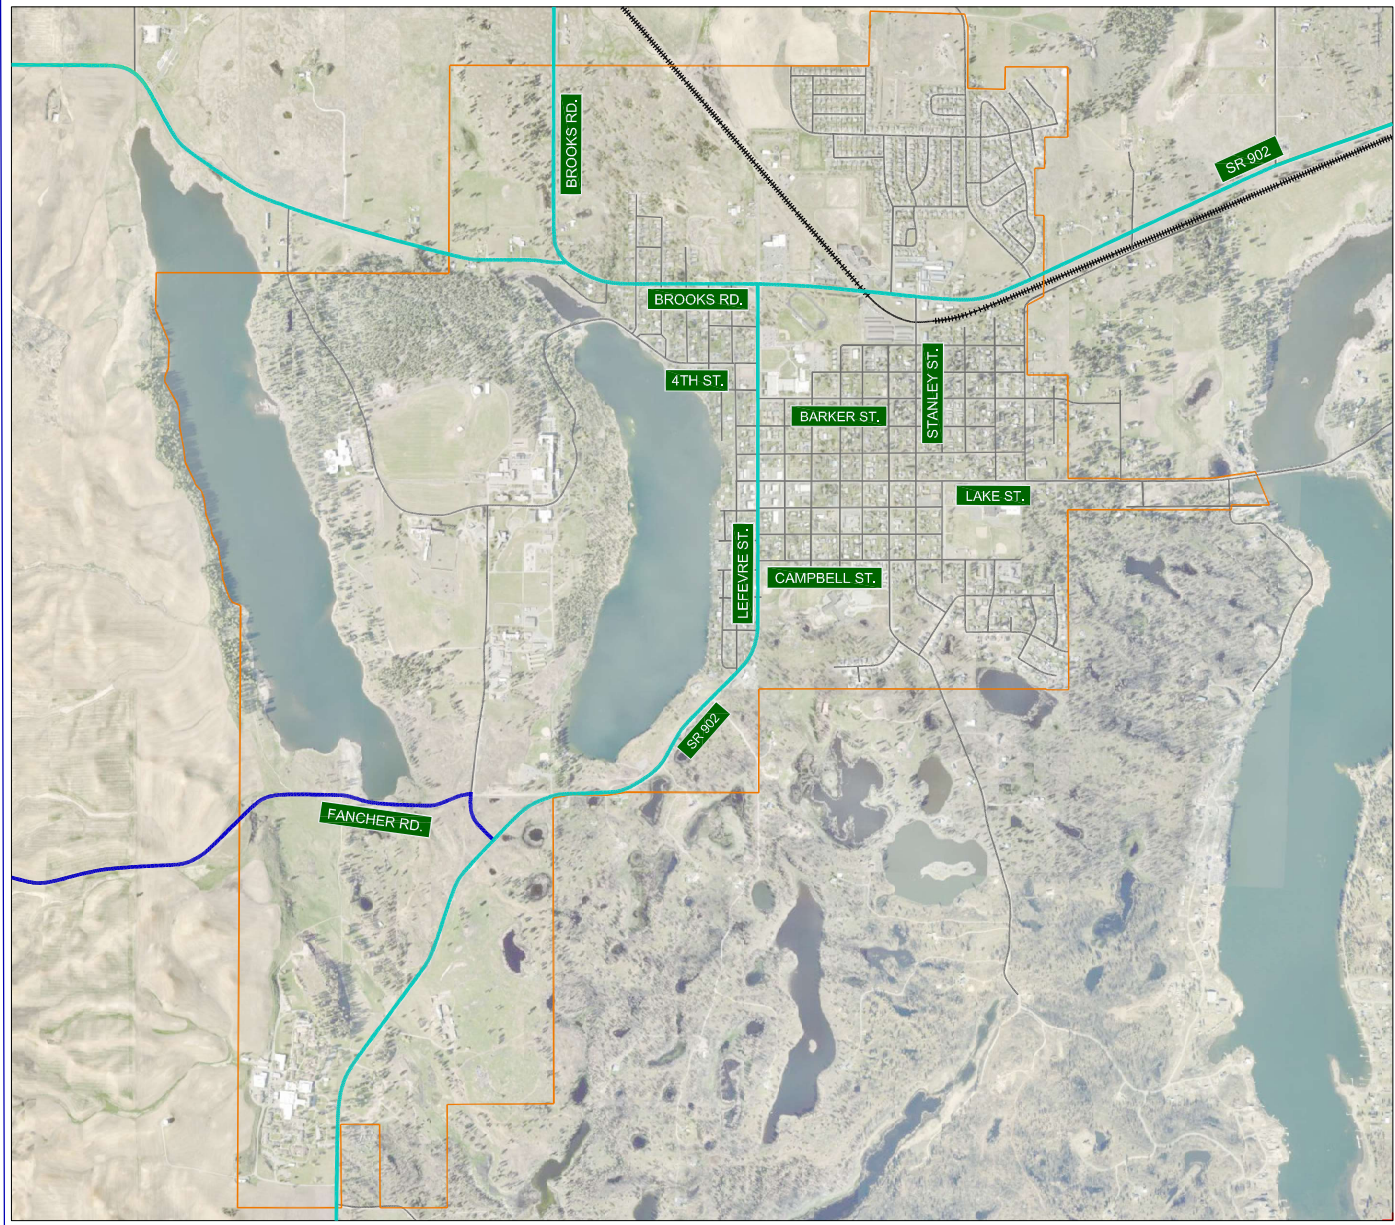 BROOKS RD.
SR 902
BROOKS RD.
4TH ST.
STANLEY ST.
BARKER ST.
LAKE ST.
LEFEVRE ST.
CAMPBELL ST.
SR 902
FANCHER RD.